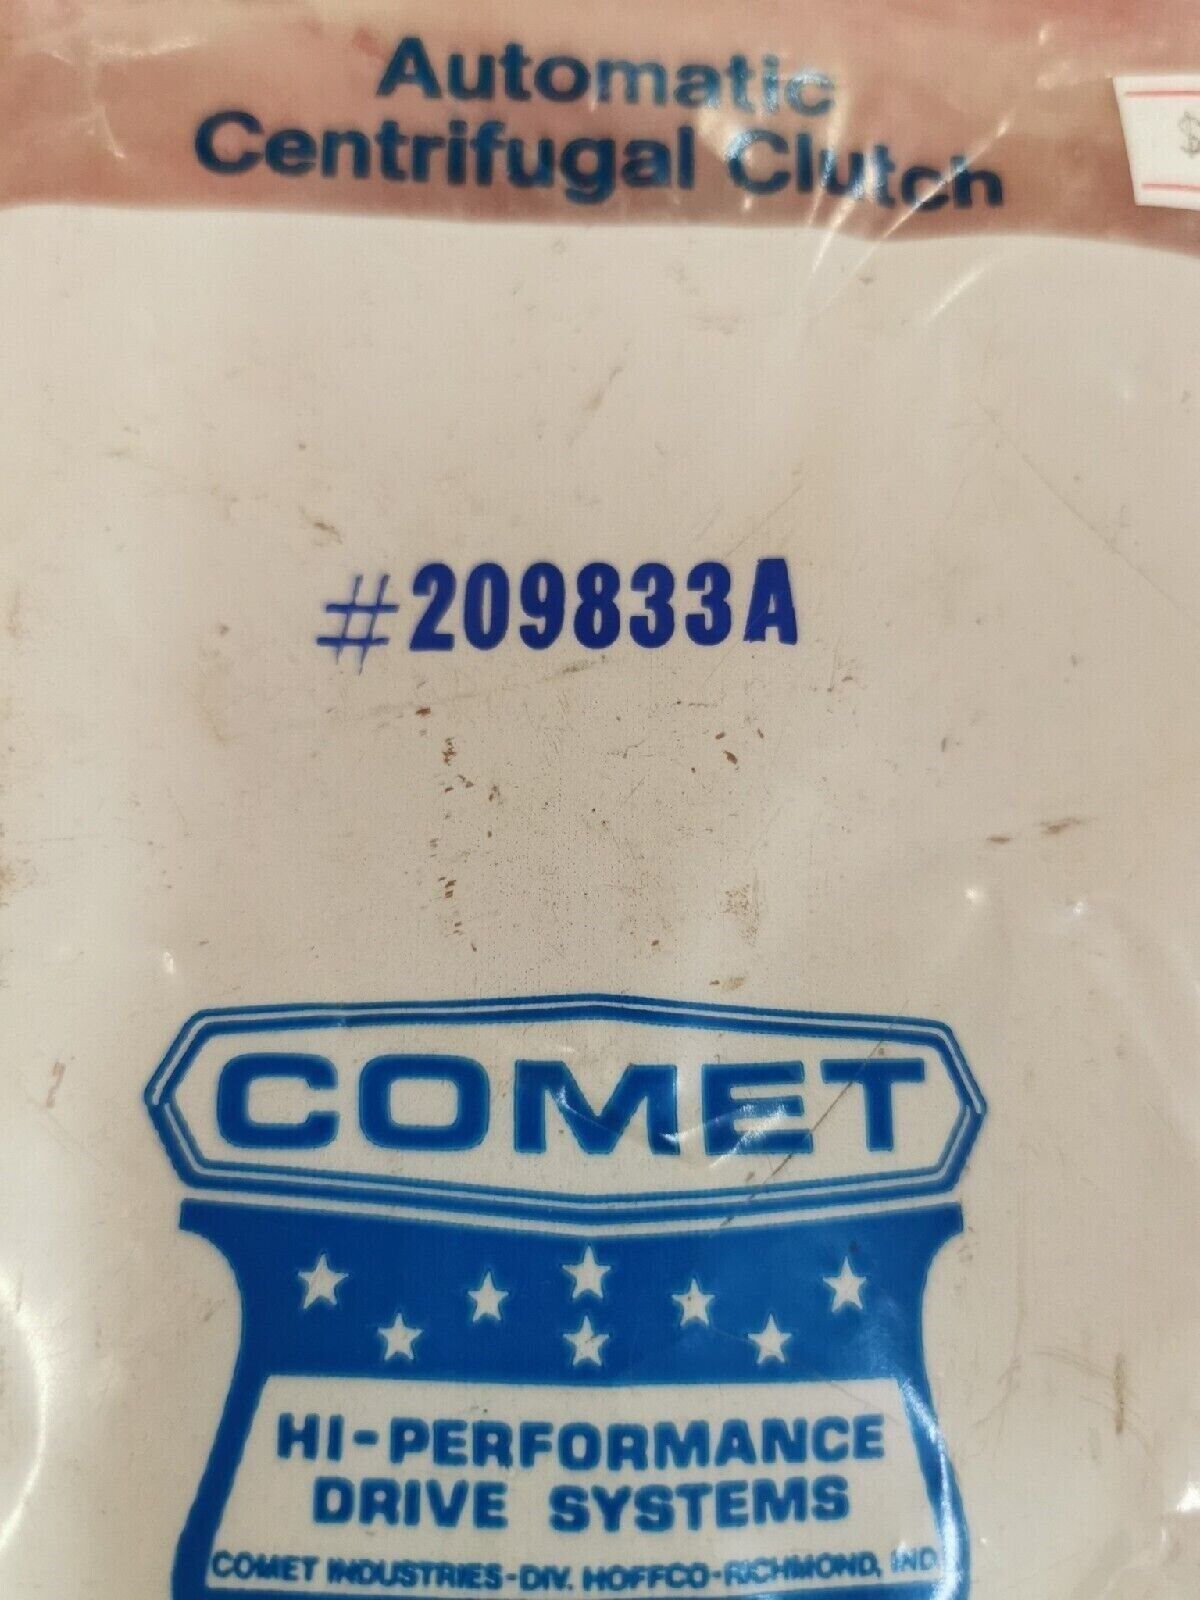 Automatic
Centrifugal Clutch
$
#209833A
COMET
HI-PERFORMANCE
DRIVE SYSTEMS
COMET INDUSTRIES-DIV. HOFFCO-RICHMOND, IND.